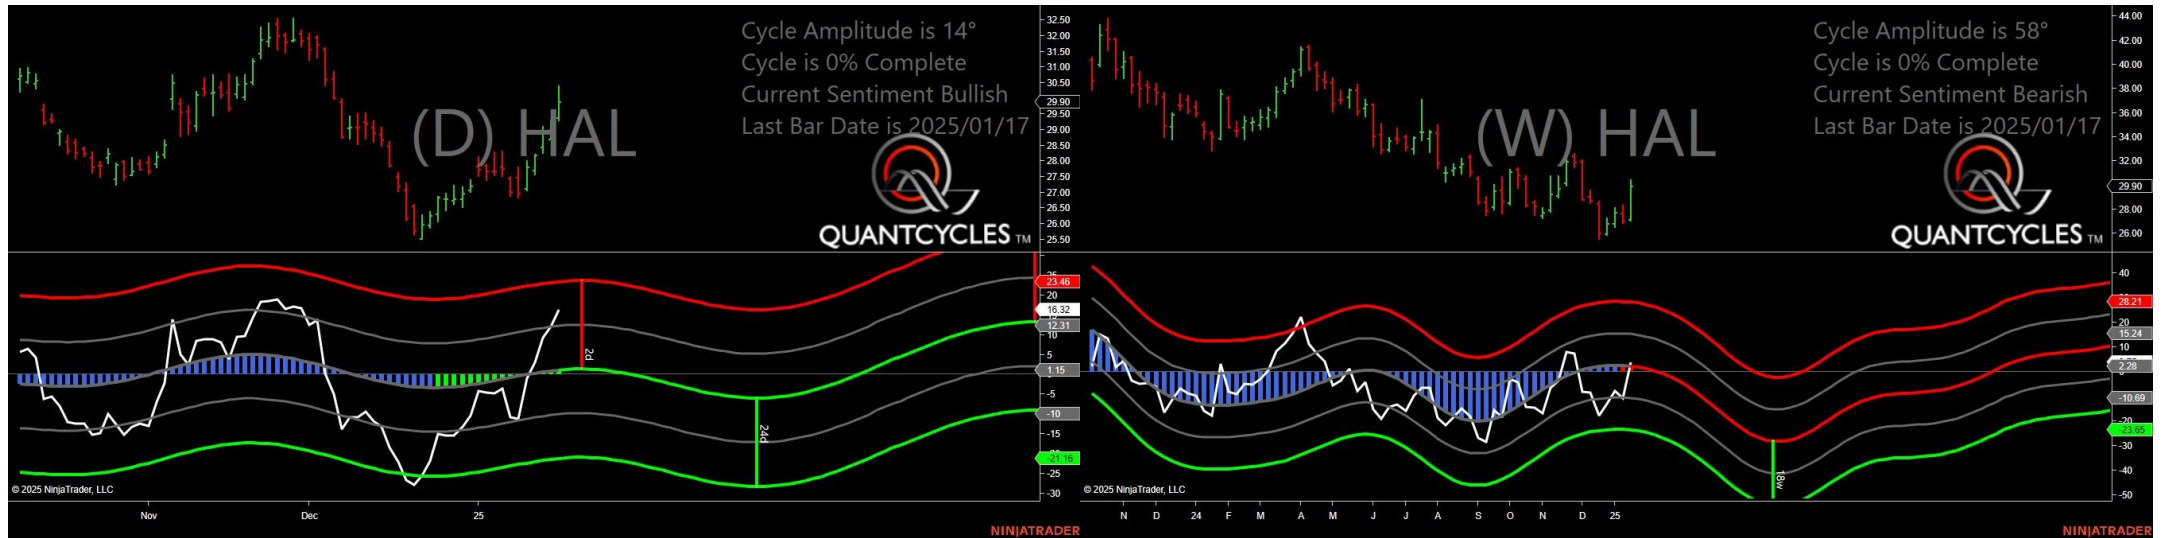 Cycle Amplitude is 14°
Cycle is 0% Complete
Current Sentiment Bullish
Last Bar Date is 2025/01/17
(D) HAL
QUANTCYCLES TM
32.50
32.00
31.50
31.00
30.50
29.90
29.50
29.00
28.50
28.00
27.50
27.00
26.50
26.00
25.50
23.46
20
16.32
12.31
10
5
1.15
-5
-10
-15
-21.16
-25
-30
2d
24d
© 2025 NinjaTrader, LLC
Nov
Dec
25
NINJATRADER
Cycle Amplitude is 58°
Cycle is 0% Complete
Current Sentiment Bearish
Last Bar Date is 2025/01/17
(W) HAL
QUANTCYCLES TM
44.00
42.00
40.00
38.00
36.00
34.00
32.00
29.90
28.00
26.00
40
28.21
20
15.24
10
2.28
-10.69
-20
-23.65
-30
-40
-50
18w
© 2025 NinjaTrader, LLC
N D 24 F M A M J J A S O N D 25
NINJATRADER